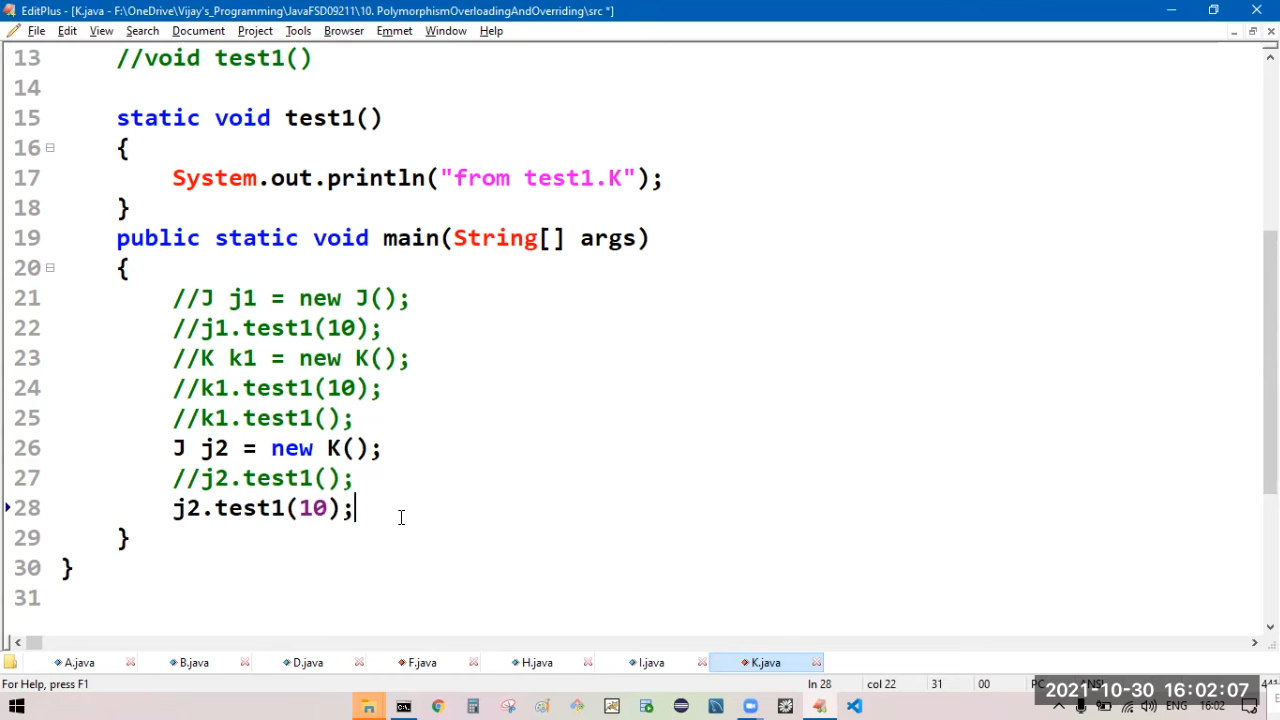 EditPlus - [K.java - F:\OneDrive\Vijay's_Programming\JavaFSD09211\10. PolymorphismOverloadingAndOverriding\src *]
File Edit View Search Document Project Tools Browser Emmet Window Help
13 //void test1()
14
15 static void test1()
16 {
17 System.out.println("from test1.K");
18 }
19 public static void main(String[] args)
20 {
21 //J j1 = new J();
22 //j1.test1(10);
23 //K k1 = new K();
24 //k1.test1(10);
25 //k1.test1();
26 J j2 = new K();
27 //j2.test1();
28 j2.test1(10);
29 }
30 }
31
A.java B.java D.java F.java H.java I.java K.java
For Help, press F1 ln 28 col 22 31 00 PC ANSI
2021-10-30 16:02:07
ENG 16:02